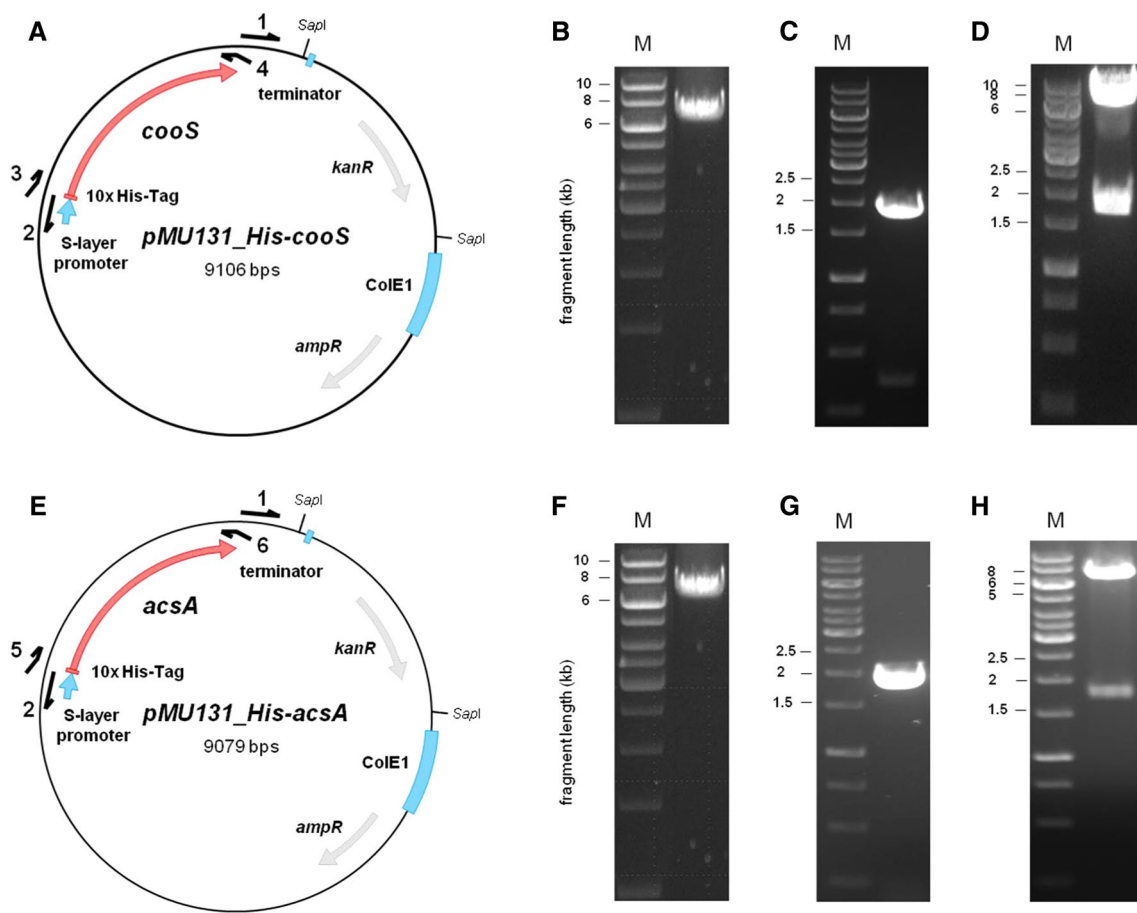 A
1
SapI
4
terminator
cooS
kanR
3
10x His-Tag
2
S-layer
promoter
pMU131_His-cooS
9106 bps
SapI
ColE1
ampR
B
M
10
8
6
fragment length (kb)
C
M
2.5
2
1.5
D
M
10
8
6
2.5
2
1.5
E
1
SapI
6
terminator
acsA
kanR
5
10x His-Tag
2
S-layer
promoter
pMU131_His-acsA
9079 bps
SapI
ColE1
ampR
F
M
10
8
6
fragment length (kb)
G
M
2.5
2
1.5
H
M
8
6
5
2.5
2
1.5